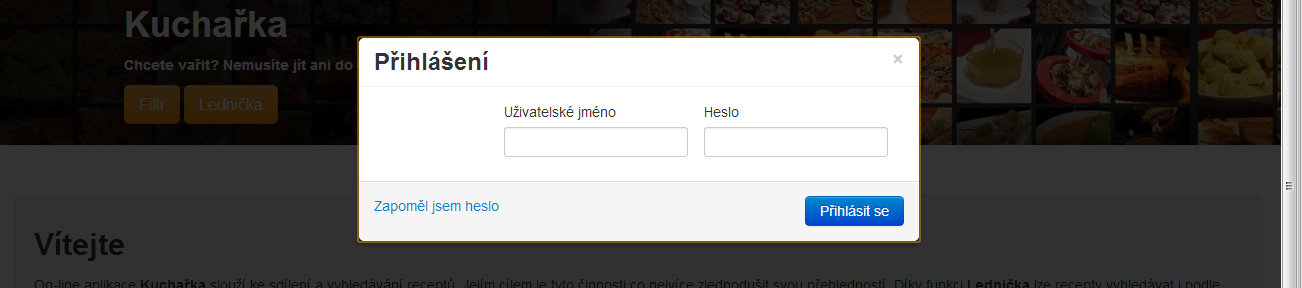 Kuchařka
Chcete vařit? Nemusíte jít ani do
Filtr
Lednička
Přihlášení
×
Uživatelské jméno
Heslo
Zapoměl jsem heslo
Přihlásit se
Vítejte
On-line aplikace Kuchařka slouží ke sdílení a vyhledávání receptů. Jejím cílem je tyto činnosti co nejvíce zjednodušit svou přehledností. Díky funkci Lednička lze recepty vyhledávat i podle